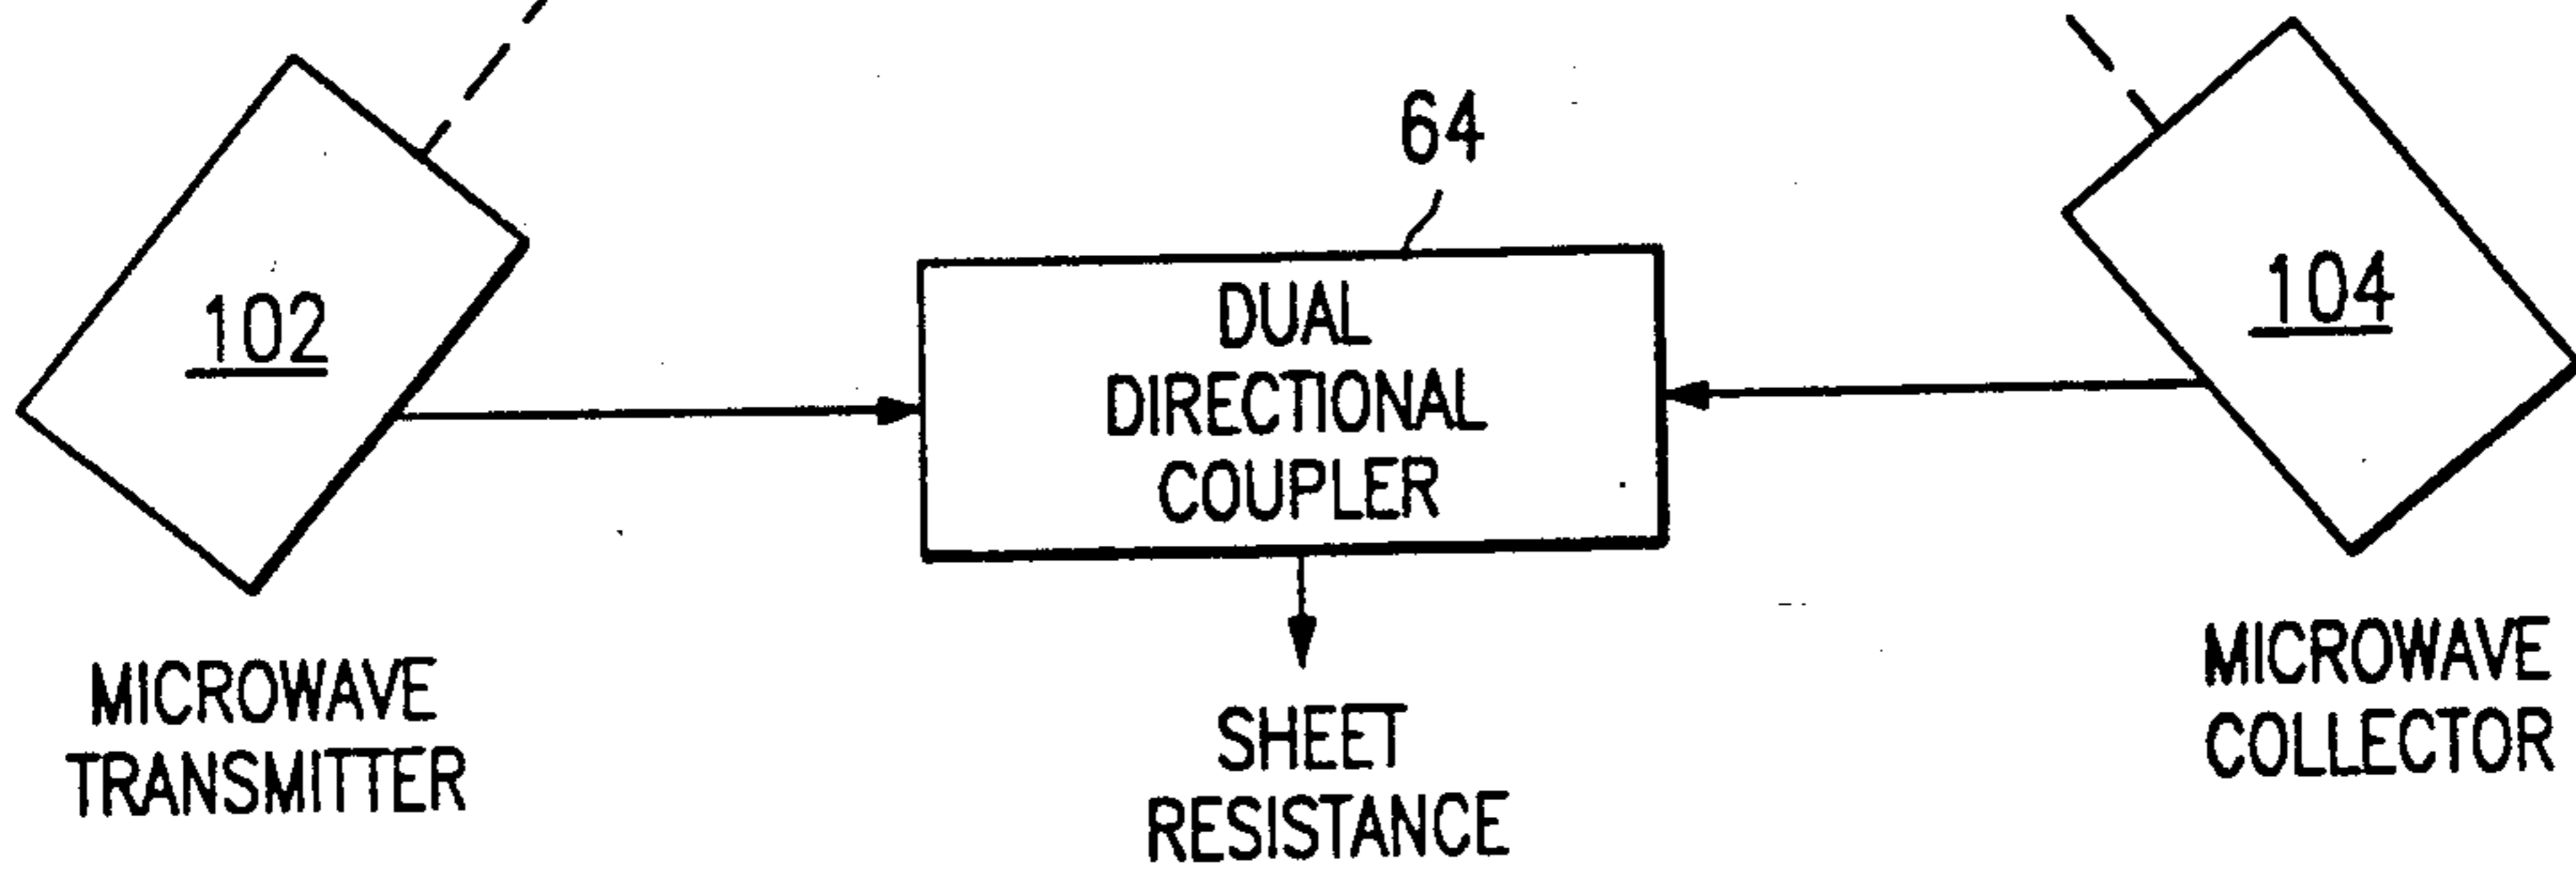 64
102
104
DUAL
DIRECTIONAL
COUPLER
MICROWAVE
TRANSMITTER
SHEET
RESISTANCE
MICROWAVE
COLLECTOR